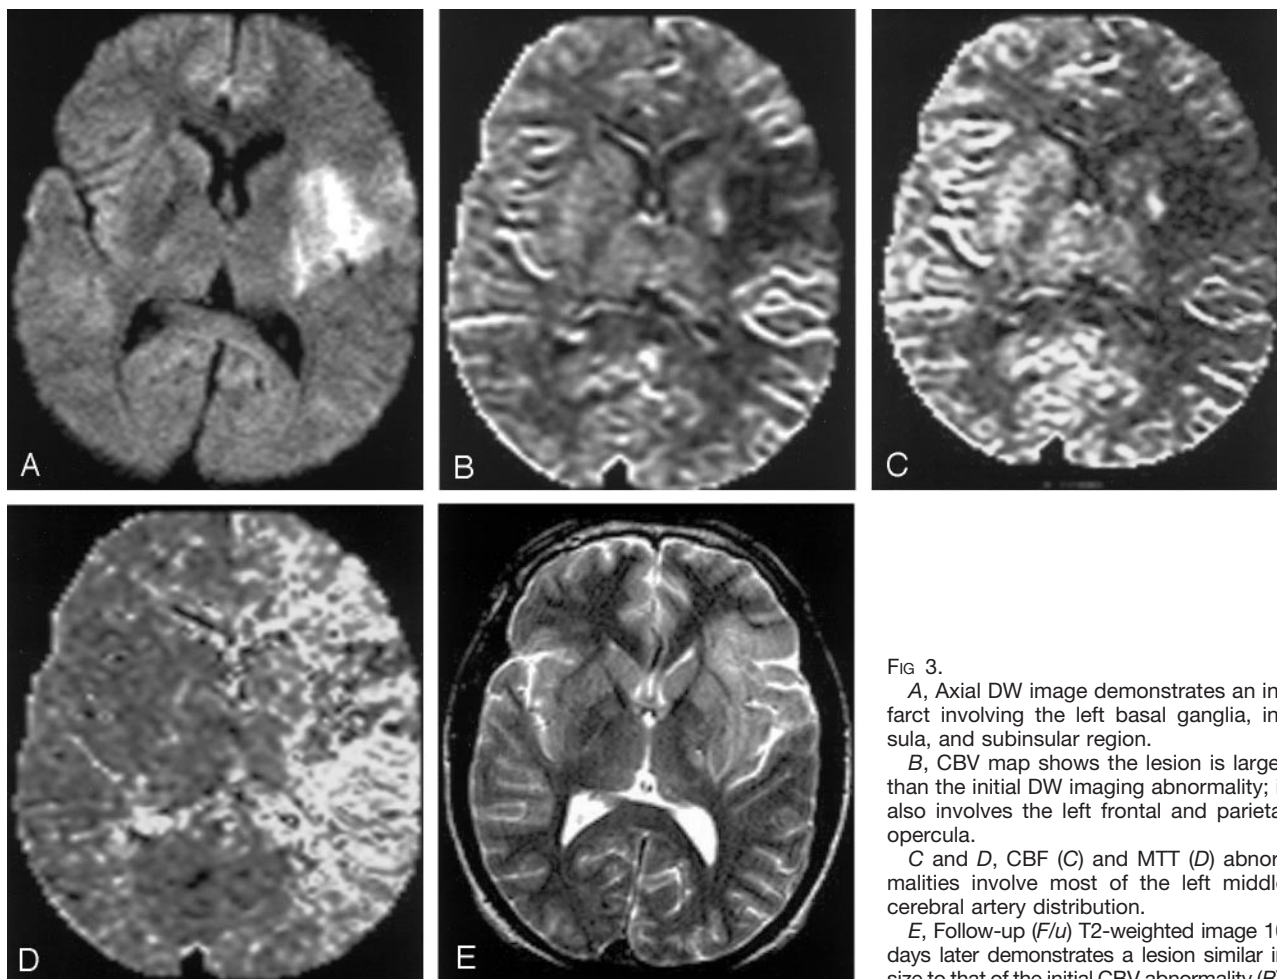 A
B
C
D
E
FIG 3.
A, Axial DW image demonstrates an in-
farct involving the left basal ganglia, in-
sula, and subinsular region.
B, CBV map shows the lesion is large
than the initial DW imaging abnormality; i
also involves the left frontal and parieta
opercula.
C and D, CBF (C) and MTT (D) abnor
malities involve most of the left middle
cerebral artery distribution.
E, Follow-up (F/u) T2-weighted image 10
days later demonstrates a lesion similar i
size to that of the initial CBV abnormality (B